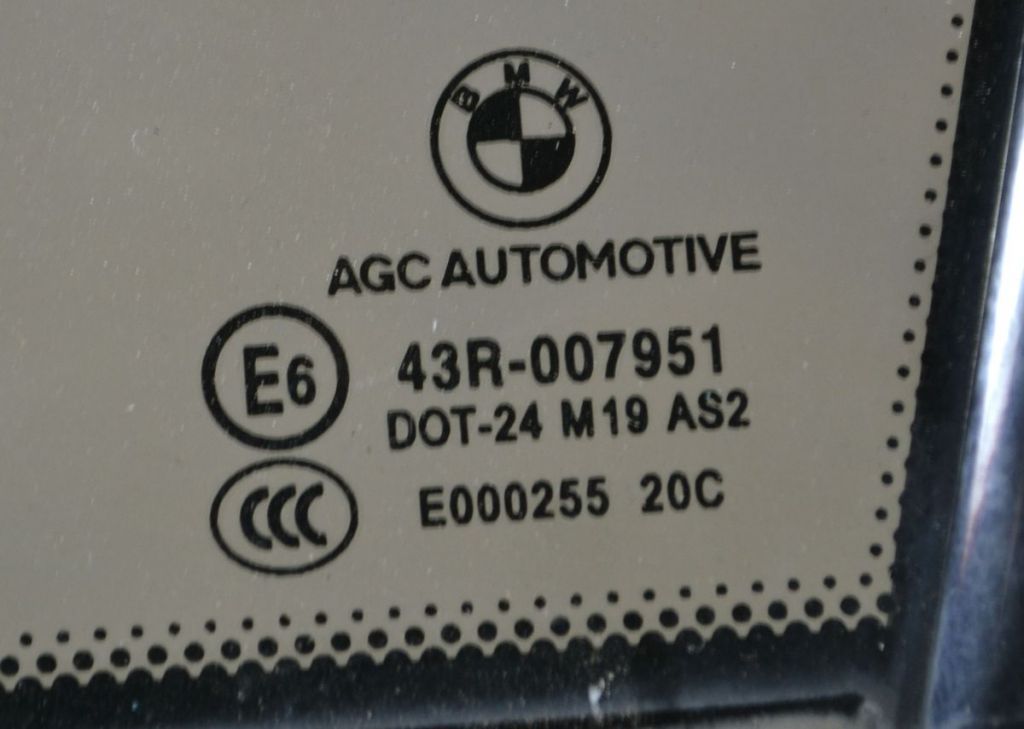 BMW
AGC AUTOMOTIVE
E6 43R-007951
DOT-24 M19 AS2
CCC E000255 20C